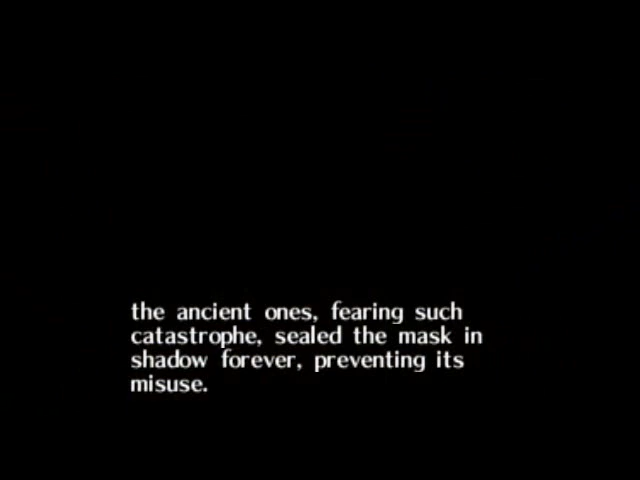 the ancient ones, fearing such
catastrophe, sealed the mask in
shadow forever, preventing its
misuse.